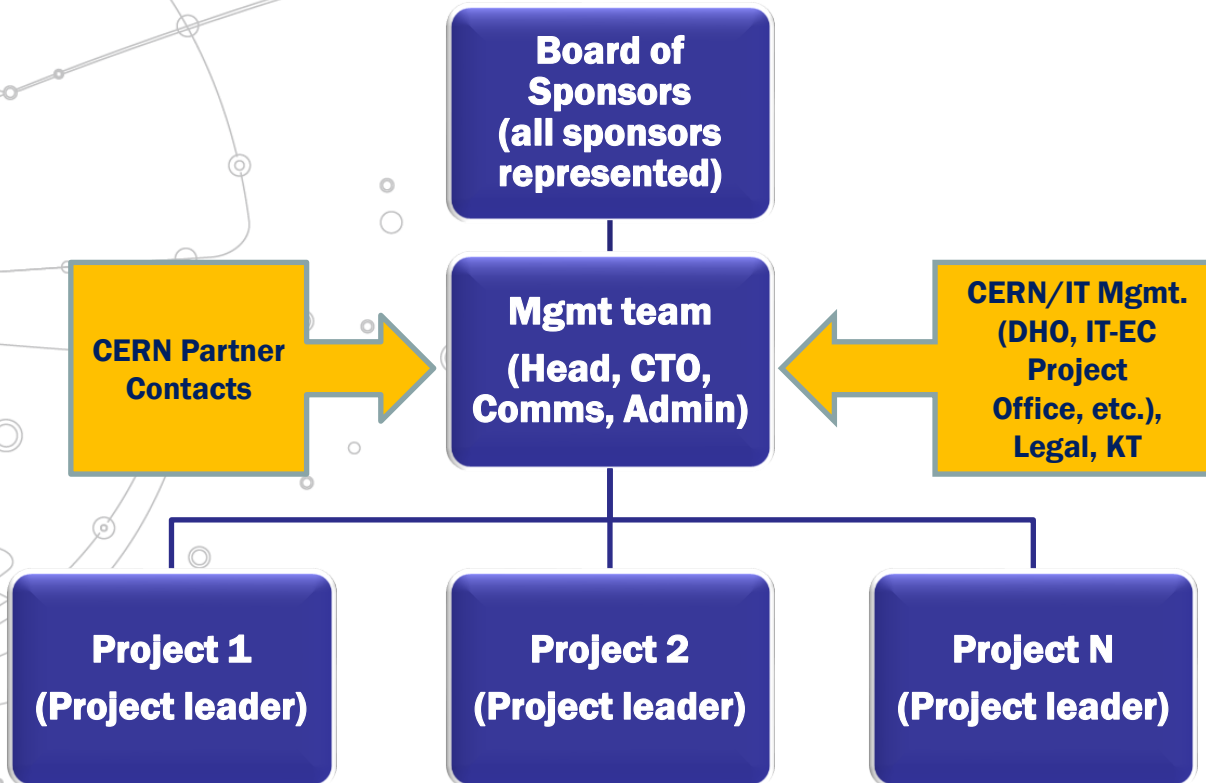 Board of
Sponsors
(all sponsors
represented)
CERN Partner
Contacts
Mgmt team
(Head, CTO,
Comms, Admin)
CERN/IT Mgmt.
(DHO, IT-EC
Project
Office, etc.),
Legal, KT
Project 1
(Project leader)
Project 2
(Project leader)
Project N
(Project leader)